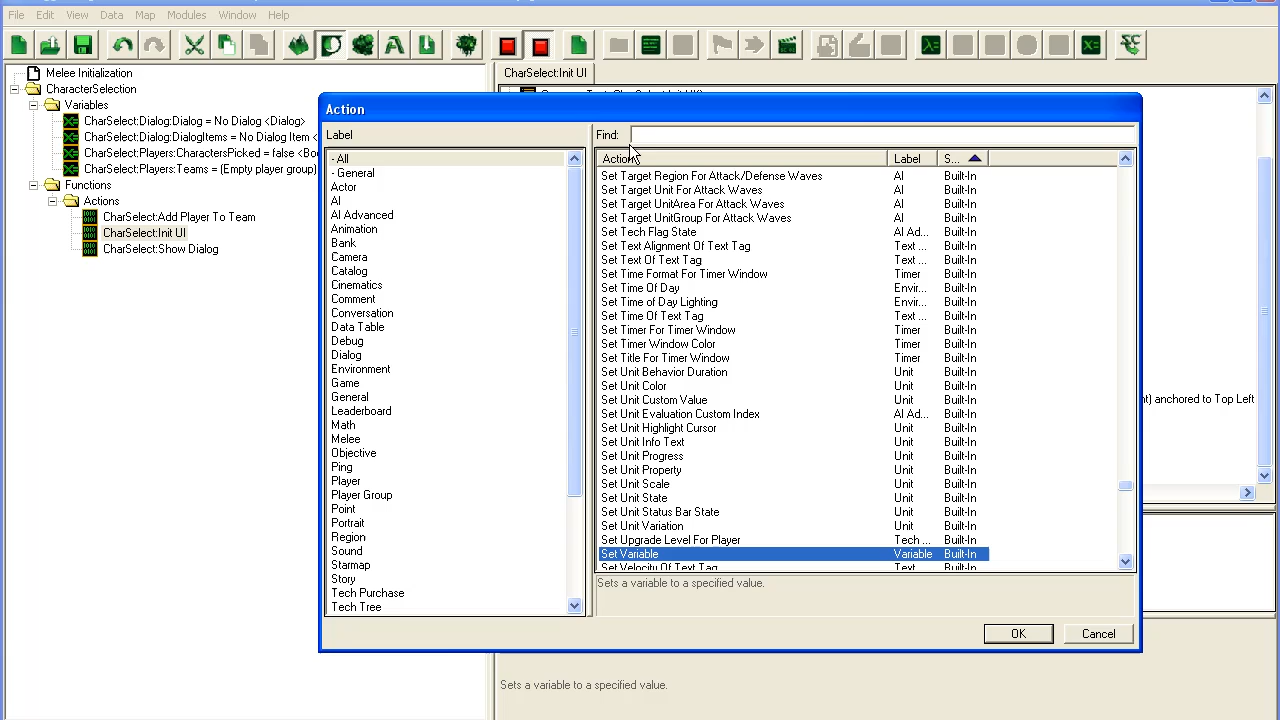 File Edit View Data Map Modules Window Help
Melee Initialization
CharacterSelection
Variables
CharSelect:Dialog:Dialog = No Dialog <Dialog>
CharSelect:Dialog:DialogItems = No Dialog Item <
CharSelect:Players:CharactersPicked = false <Boo
CharSelect:Players:Teams = (Empty player group)
Functions
Actions
CharSelect:Add Player To Team
CharSelect:Init UI
CharSelect:Show Dialog
CharSelect:Init UI
Action
Label
- All
- General
Actor
AI
AI Advanced
Animation
Bank
Camera
Catalog
Cinematics
Comment
Conversation
Data Table
Debug
Dialog
Environment
Game
General
Leaderboard
Math
Melee
Objective
Ping
Player
Player Group
Point
Portrait
Region
Sound
Starmap
Story
Tech Purchase
Tech Tree
Find:
Action Label S...
Set Target Region For Attack/Defense Waves AI Built-In
Set Target Unit For Attack Waves AI Built-In
Set Target UnitArea For Attack Waves AI Built-In
Set Target UnitGroup For Attack Waves AI Built-In
Set Tech Flag State AI Ad... Built-In
Set Text Alignment Of Text Tag Text ... Built-In
Set Text Of Text Tag Text ... Built-In
Set Time Format For Timer Window Timer Built-In
Set Time Of Day Envir... Built-In
Set Time of Day Lighting Envir... Built-In
Set Time Of Text Tag Text ... Built-In
Set Timer For Timer Window Timer Built-In
Set Timer Window Color Timer Built-In
Set Title For Timer Window Timer Built-In
Set Unit Behavior Duration Unit Built-In
Set Unit Color Unit Built-In
Set Unit Custom Value Unit Built-In
Set Unit Evaluation Custom Index AI Ad... Built-In
Set Unit Highlight Cursor Unit Built-In
Set Unit Info Text Unit Built-In
Set Unit Progress Unit Built-In
Set Unit Property Unit Built-In
Set Unit Scale Unit Built-In
Set Unit State Unit Built-In
Set Unit Status Bar State Unit Built-In
Set Unit Variation Unit Built-In
Set Upgrade Level For Player Tech ... Built-In
Set Variable Variable Built-In
Set Velocity Of Text Tag Text Built-In
Sets a variable to a specified value.
OK Cancel
nt) anchored to Top Left
Sets a variable to a specified value.